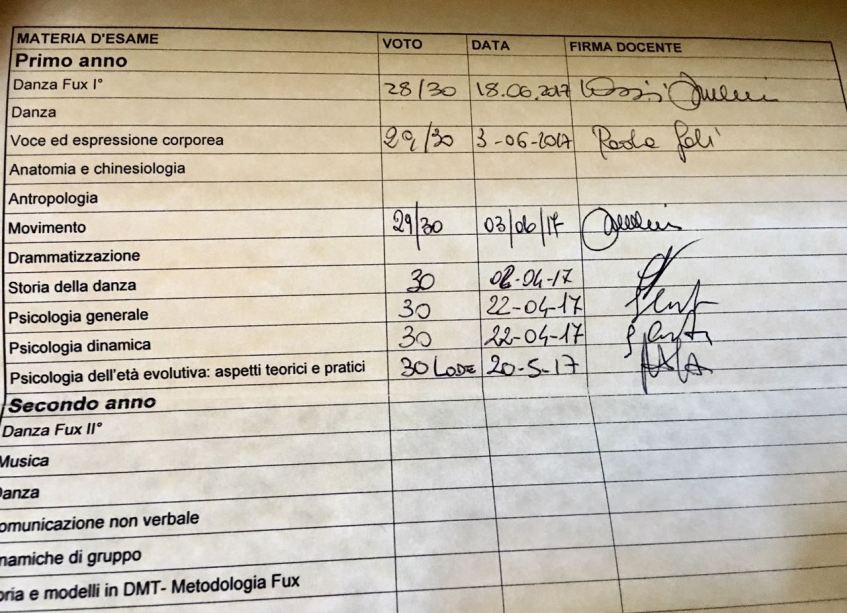 MATERIA D'ESAME VOTO DATA FIRMA DOCENTE
Primo anno
Danza Fux I° 28/30 18.06.2017
Danza
Voce ed espressione corporea 29/30 3-06-2017 Paola
Anatomia e chinesiologia
Antropologia
Movimento 29/30 03/06/17
Drammatizzazione
Storia della danza 30
Psicologia generale 30 22-04-17
Psicologia dinamica 30 22-04-17
Psicologia dell'età evolutiva: aspetti teorici e pratici 30 LODE 20-5-17
Secondo anno
Danza Fux II°
Musica
Danza
omunicazione non verbale
namiche di gruppo
oria e modelli in DMT- Metodologia Fux